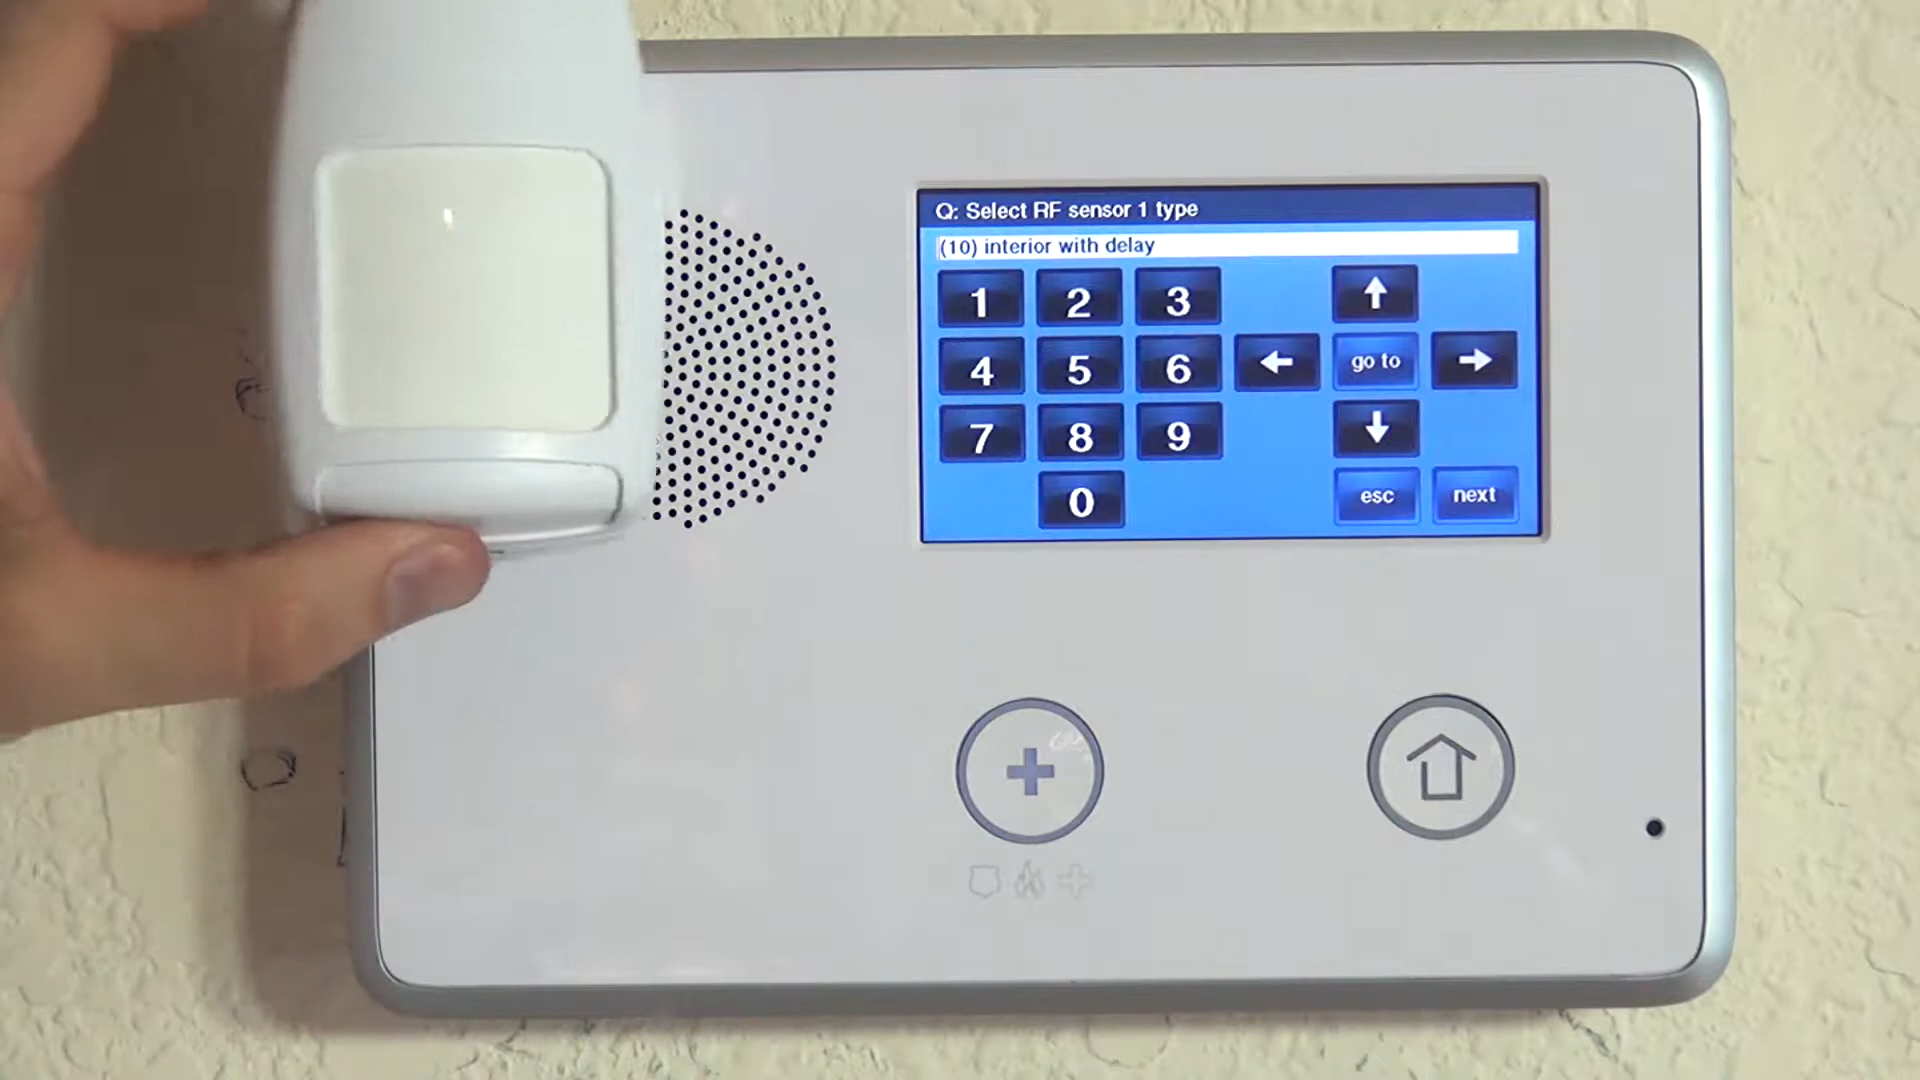 Q: Select RF sensor 1 type
(10) interior with delay
1 2 3
4 5 6 go to
7 8 9
0 esc next